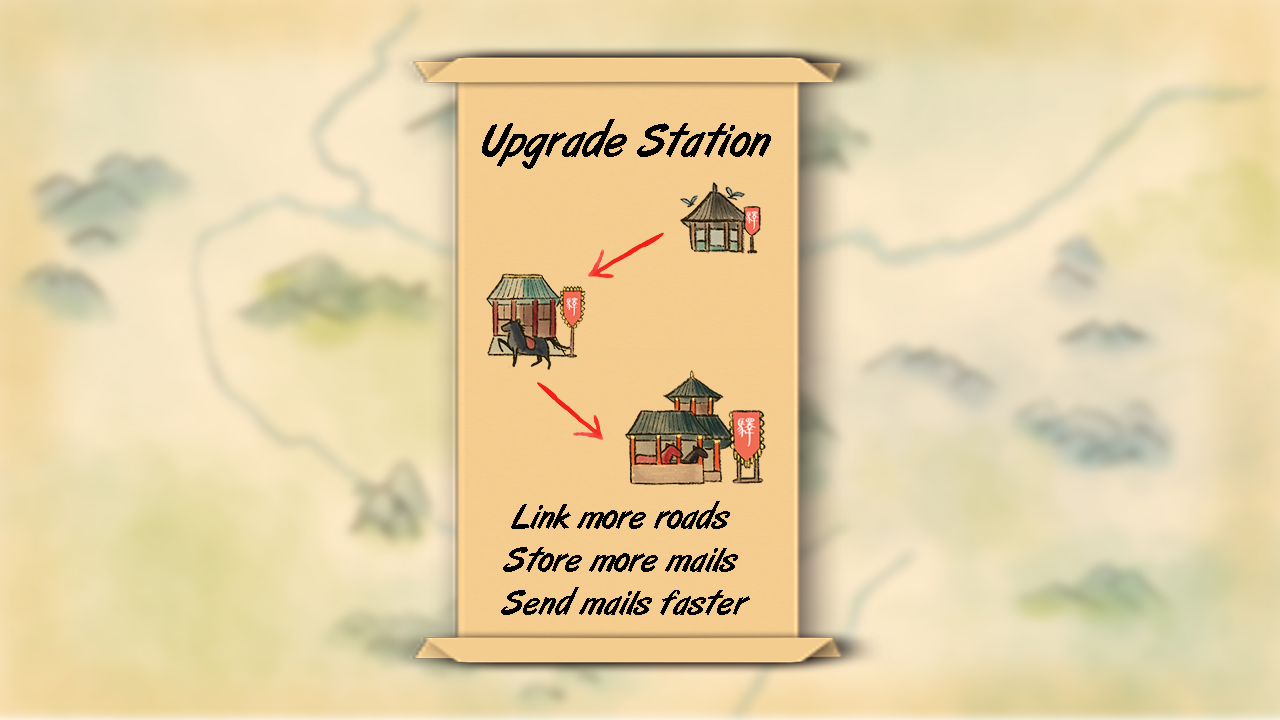 Upgrade Station
Link more roads
Store more mails
Send mails faster